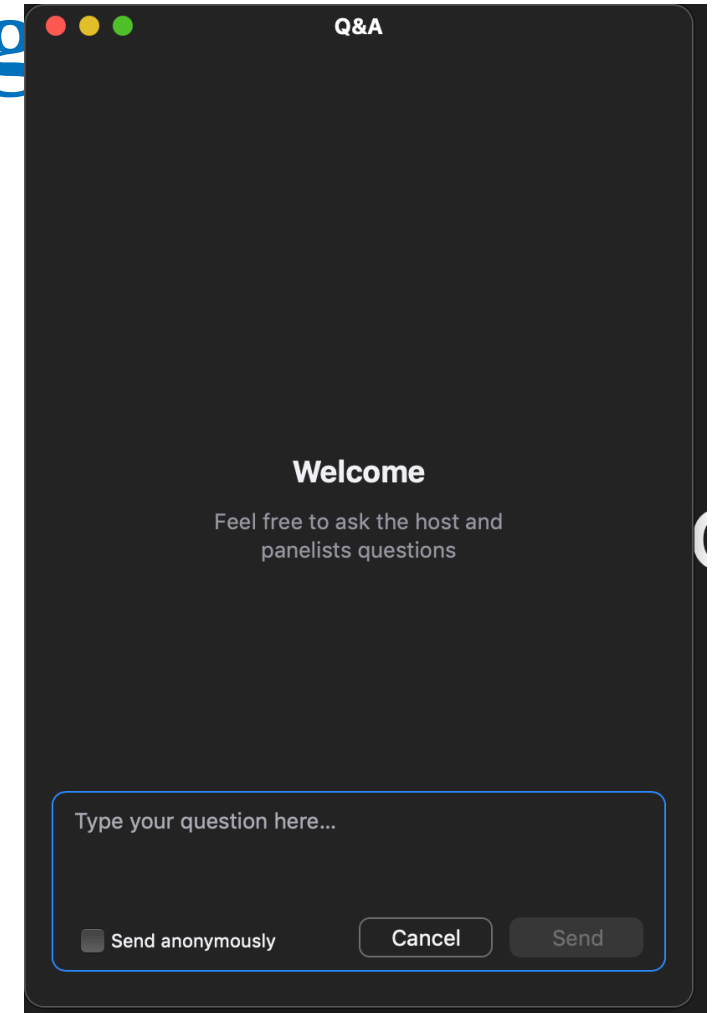 Q&A
Welcome
Feel free to ask the host and
panelists questions
Type your question here...
Send anonymously
Cancel
Send